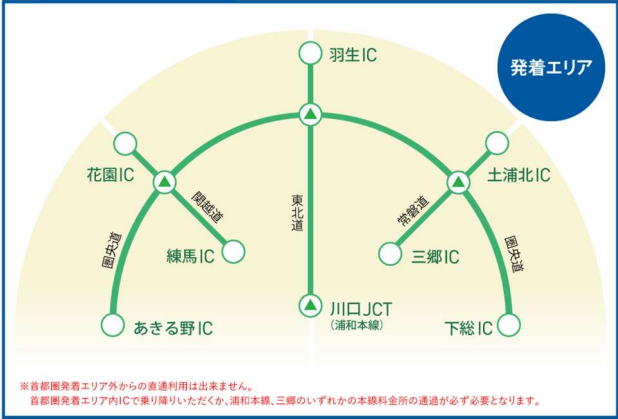 発着エリア
羽生IC
花園IC
土浦北IC
関越道
東北道
常磐道
圏央道
練馬IC
三郷IC
圏央道
川口JCT
(浦和本線)
あきる野IC
下総IC
※首都圏発着エリア外からの直通利用は出来ません。
首都圏発着エリア内ICで乗り降りいただくか、浦和本線、三郷のいずれかの本線料金所の通過が必ず必要となります。